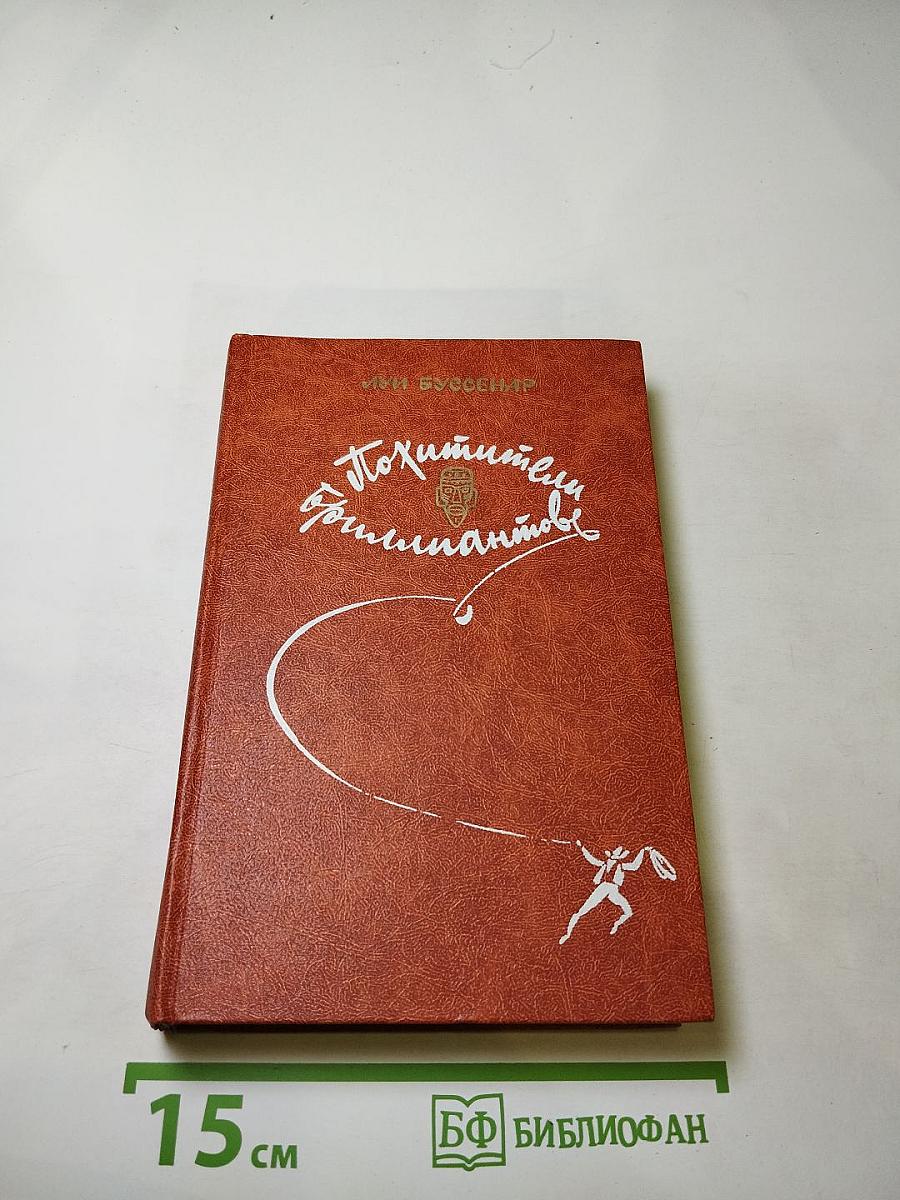 ЛУИ БУССЕНАР
Похитители
бриллиантов
15 см
БФ БИБЛИОФАН